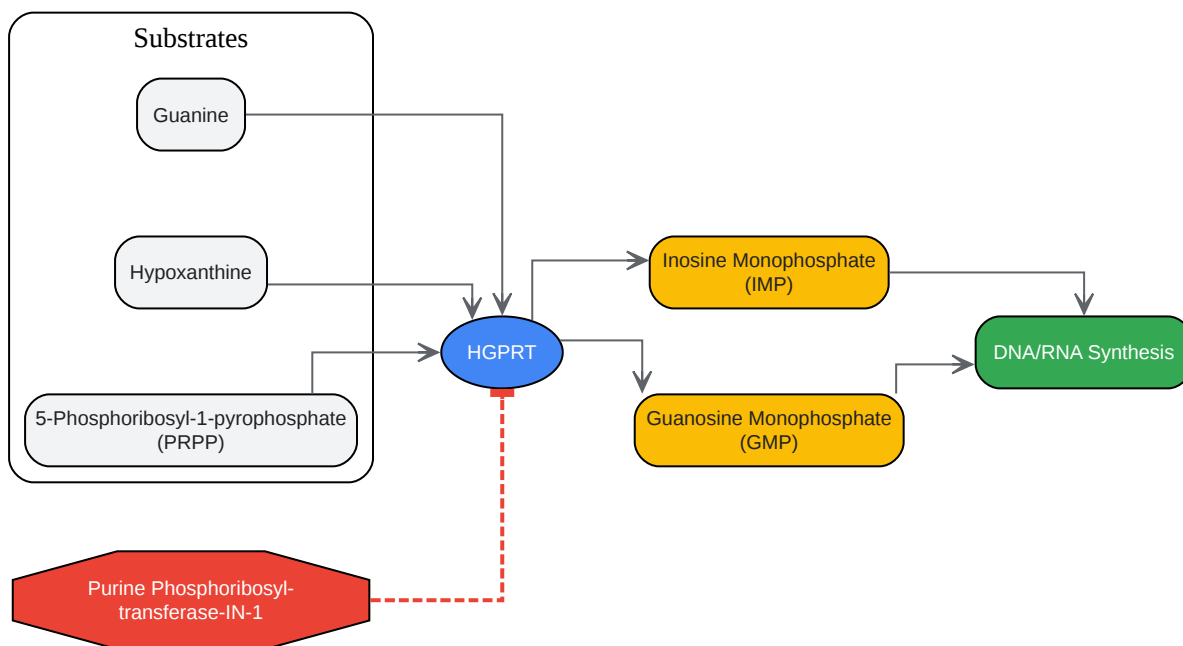 Substrates
Guanine
Hypoxanthine
5-Phosphoribosyl-1-pyrophosphate
(PRPP)
HGPRT
Inosine Monophosphate
(IMP)
Guanosine Monophosphate
(GMP)
DNA/RNA Synthesis
Purine Phosphoribosyl-
transferase-IN-1